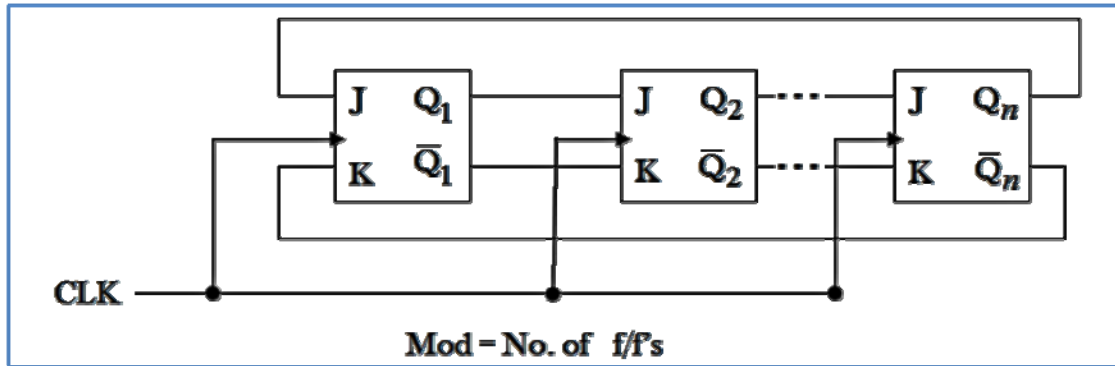 J Q₁ J Q₂ J Qₙ
K Q̅₁ K Q̅₂ K Q̅ₙ
CLK
Mod = No. of f/f's